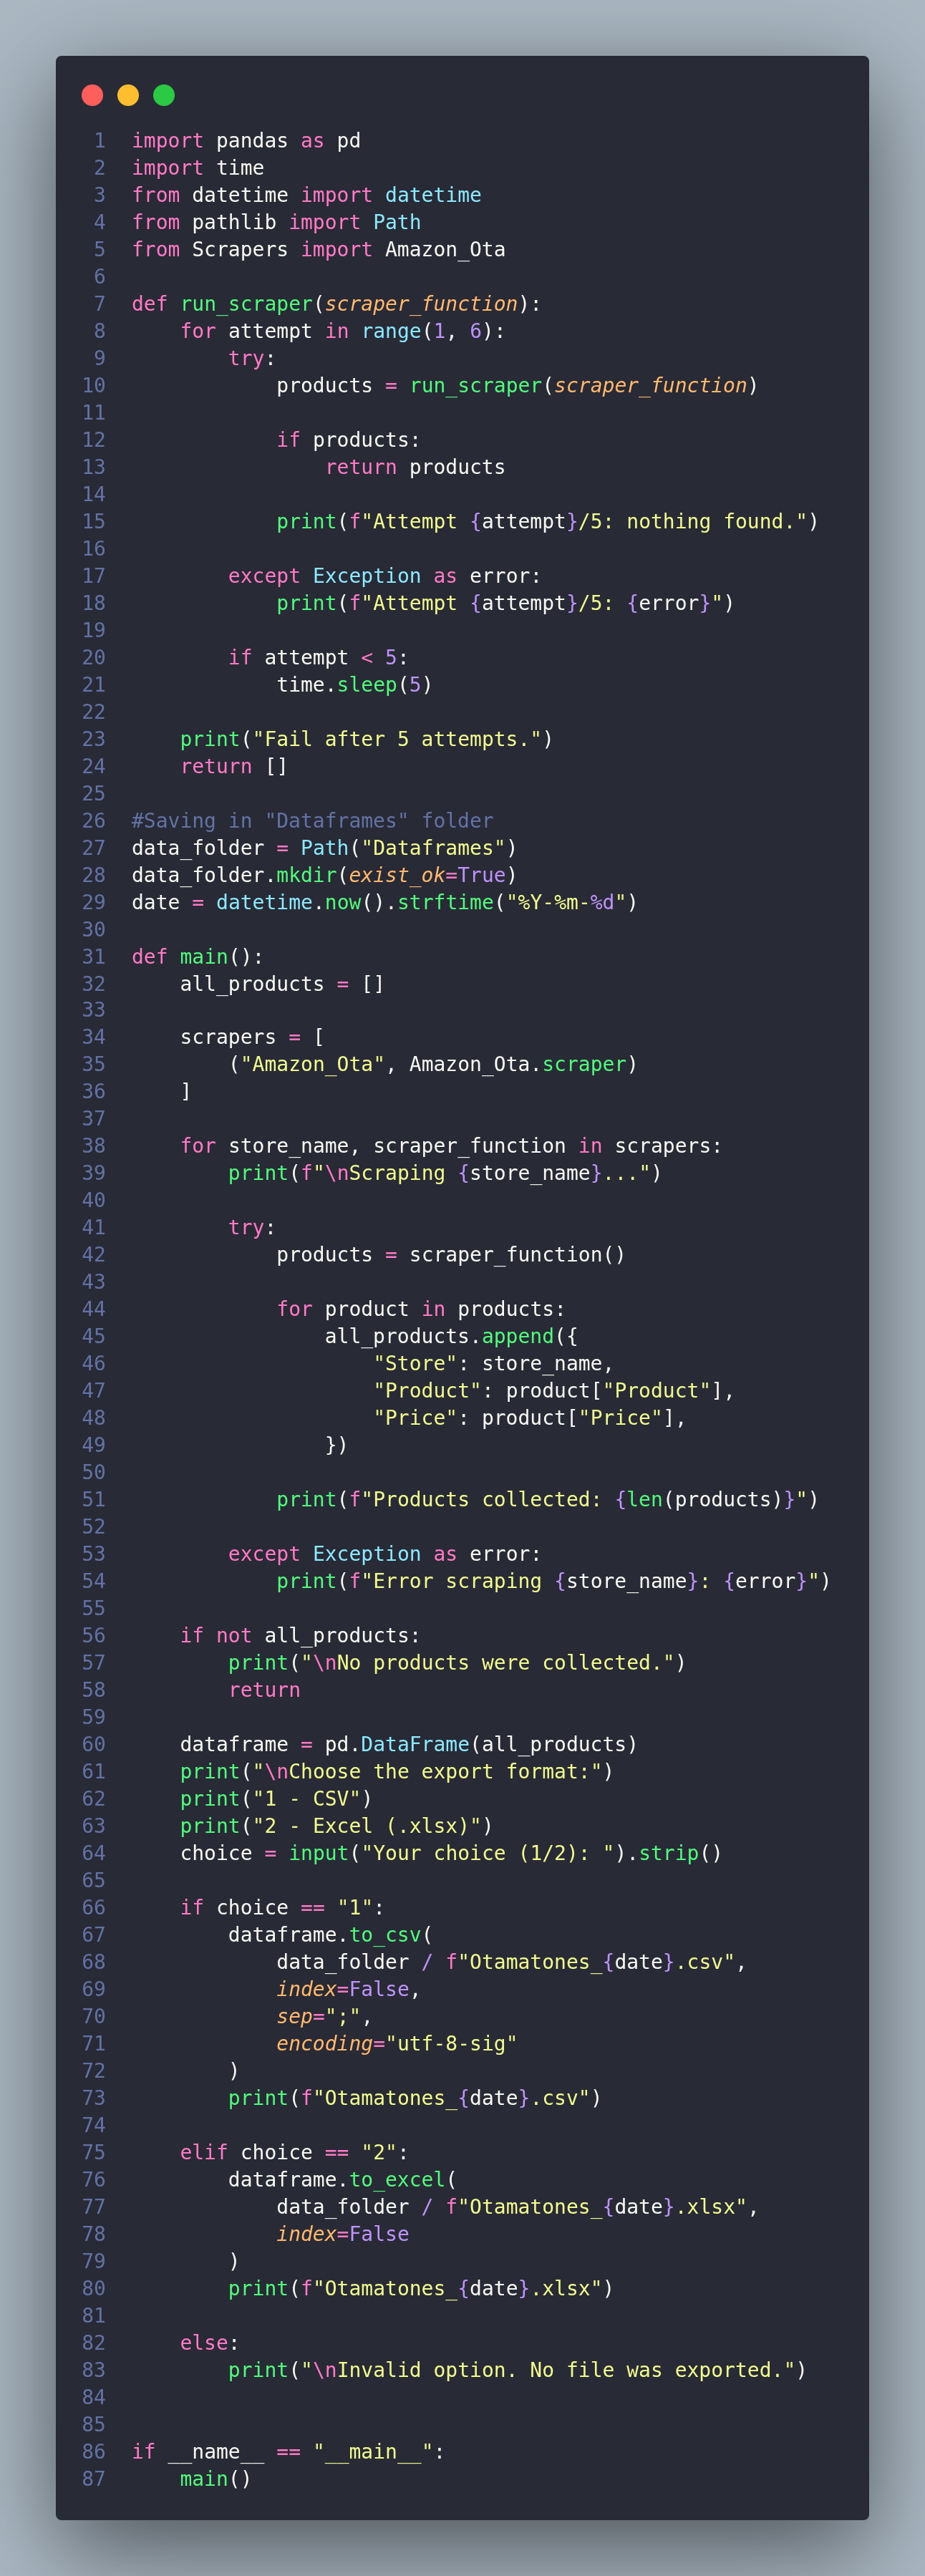 1 import pandas as pd
2 import time
3 from datetime import datetime
4 from pathlib import Path
5 from Scrapers import Amazon_Ota
6
7 def run_scraper(scraper_function):
8     for attempt in range(1, 6):
9         try:
10             products = run_scraper(scraper_function)
11
12             if products:
13                 return products
14
15             print(f"Attempt {attempt}/5: nothing found.")
16
17         except Exception as error:
18             print(f"Attempt {attempt}/5: {error}")
19
20         if attempt < 5:
21             time.sleep(5)
22
23     print("Fail after 5 attempts.")
24     return []
25
26 #Saving in "Dataframes" folder
27 data_folder = Path("Dataframes")
28 data_folder.mkdir(exist_ok=True)
29 date = datetime.now().strftime("%Y-%m-%d")
30
31 def main():
32     all_products = []
33
34     scrapers = [
35         ("Amazon_Ota", Amazon_Ota.scraper)
36     ]
37
38     for store_name, scraper_function in scrapers:
39         print(f"\nScraping {store_name}...")
40
41         try:
42             products = scraper_function()
43
44             for product in products:
45                 all_products.append({
46                     "Store": store_name,
47                     "Product": product["Product"],
48                     "Price": product["Price"],
49                 })
50
51             print(f"Products collected: {len(products)}")
52
53         except Exception as error:
54             print(f"Error scraping {store_name}: {error}")
55
56     if not all_products:
57         print("\nNo products were collected.")
58         return
59
60     dataframe = pd.DataFrame(all_products)
61     print("\nChoose the export format:")
62     print("1 - CSV")
63     print("2 - Excel (.xlsx)")
64     choice = input("Your choice (1/2): ").strip()
65
66     if choice == "1":
67         dataframe.to_csv(
68             data_folder / f"Otamatones_{date}.csv",
69             index=False,
70             sep=";",
71             encoding="utf-8-sig"
72         )
73         print(f"Otamatones_{date}.csv")
74
75     elif choice == "2":
76         dataframe.to_excel(
77             data_folder / f"Otamatones_{date}.xlsx",
78             index=False
79         )
80         print(f"Otamatones_{date}.xlsx")
81
82     else:
83         print("\nInvalid option. No file was exported.")
84
85
86 if __name__ == "__main__":
87     main()